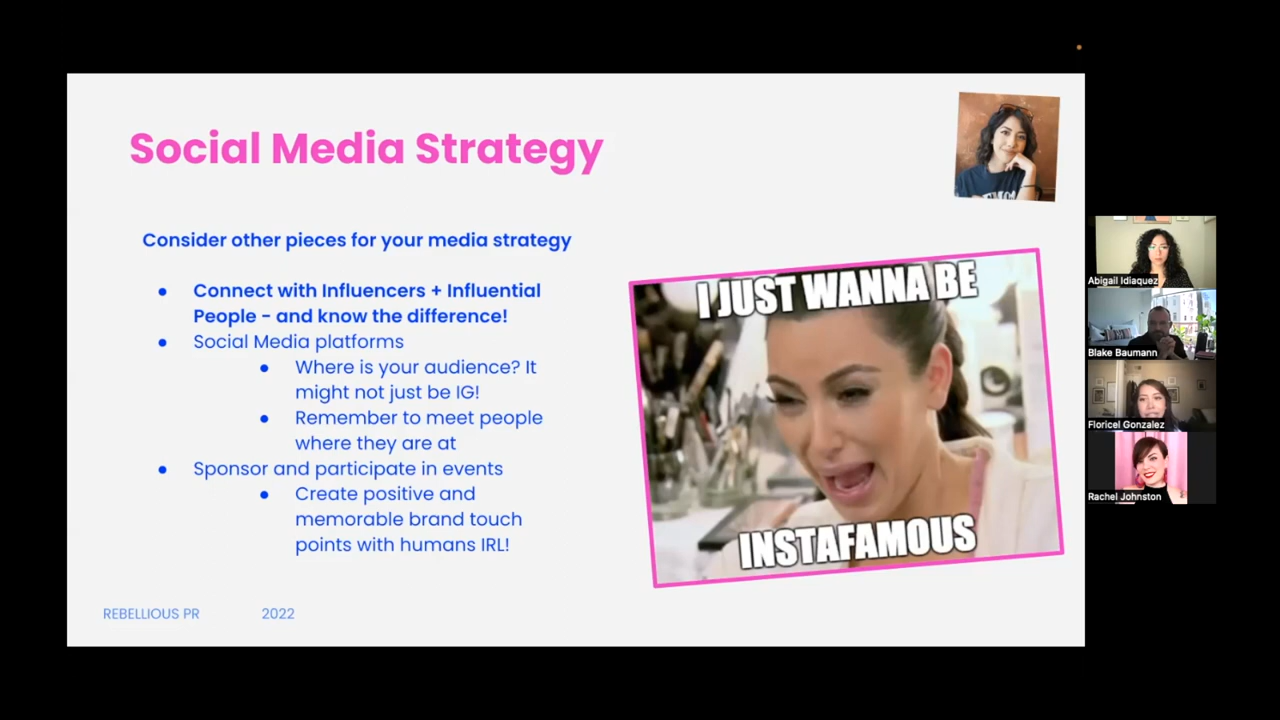 Social Media Strategy
Consider other pieces for your media strategy
● Connect with Influencers + Influential
People - and know the difference!
● Social Media platforms
● Where is your audience? It
might not just be IG!
● Remember to meet people
where they are at
● Sponsor and participate in events
● Create positive and
memorable brand touch
points with humans IRL!
REBELLIOUS PR 2022
I JUST WANNA BE
INSTAFAMOUS
Abigail Idiaquez
Blake Baumann
Floricel Gonzalez
Rachel Johnston